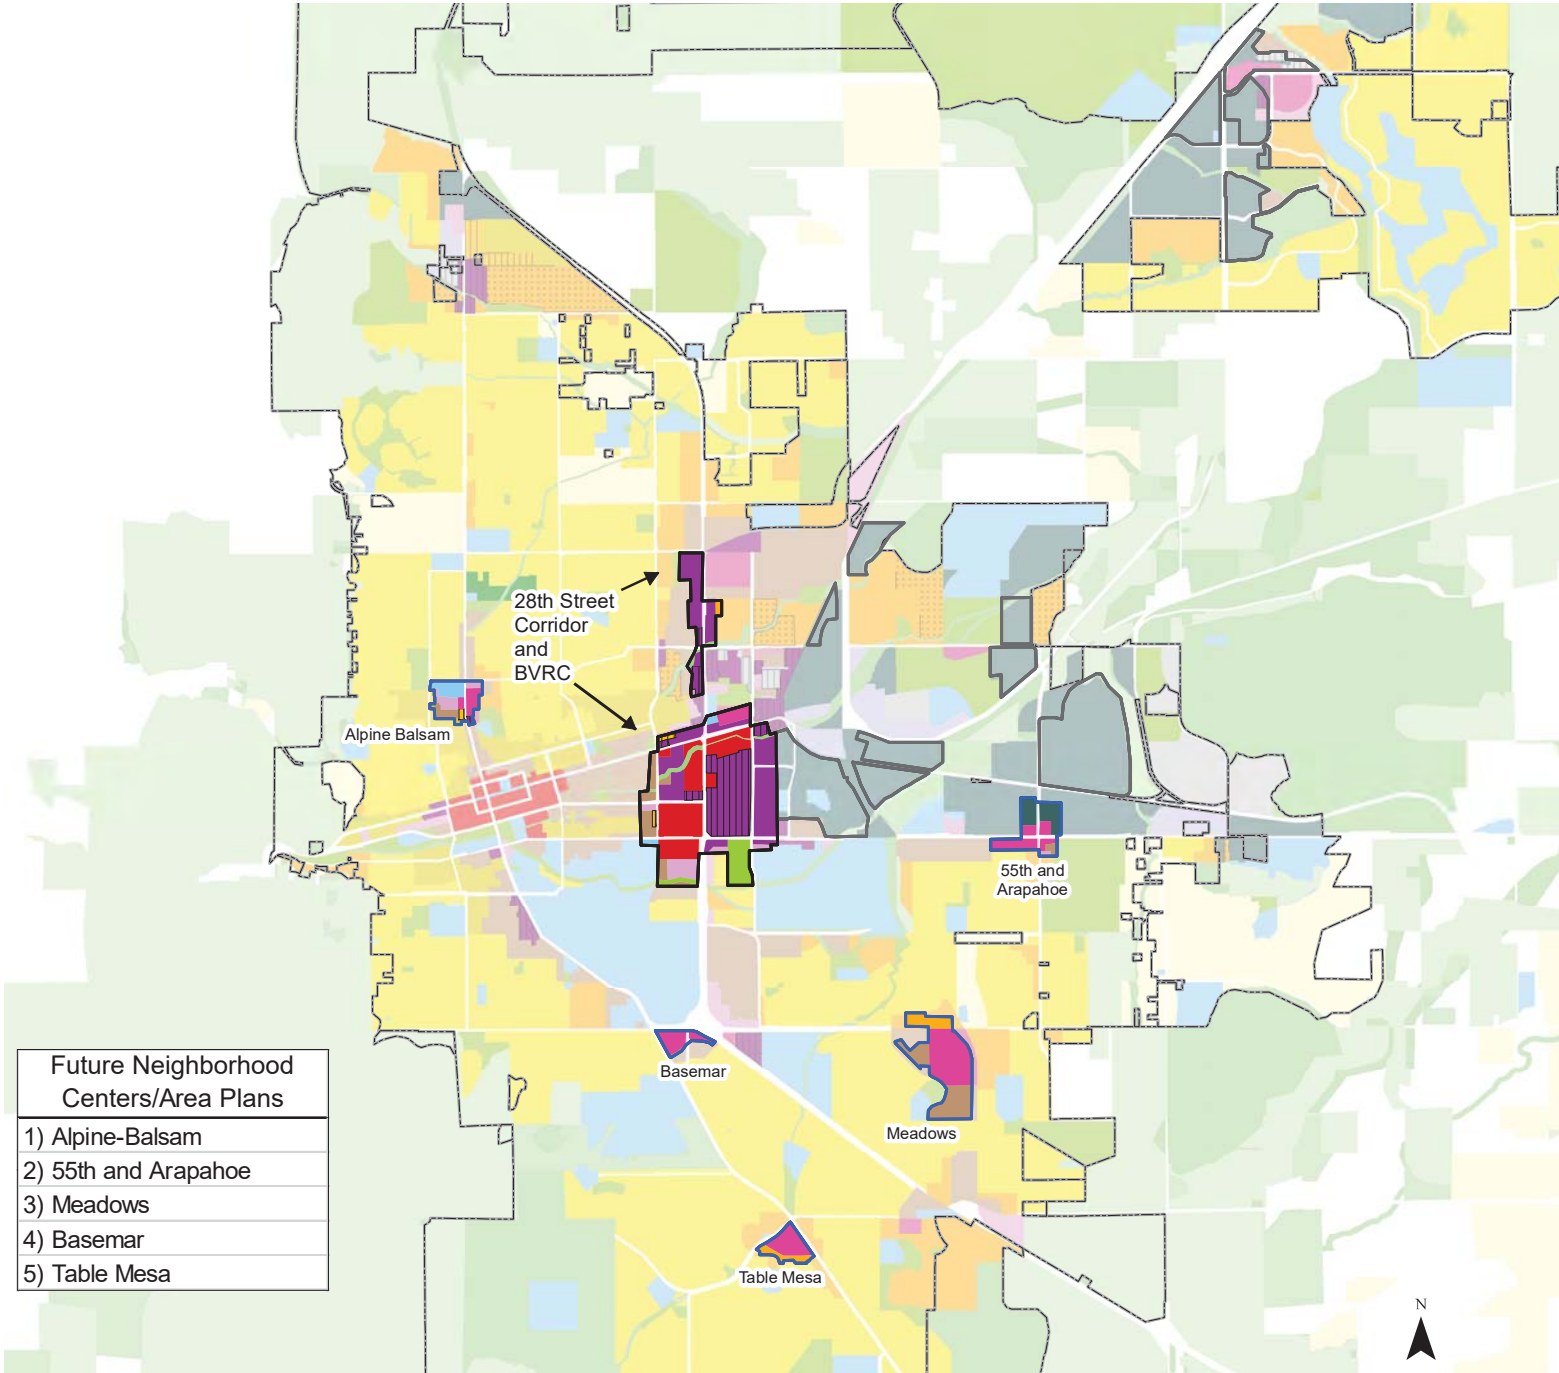 28th Street
Corridor
and
BVRC
Alpine Balsam
55th and
Arapahoe
Basemar
Meadows
Table Mesa
Future Neighborhood
Centers/Area Plans
1) Alpine-Balsam
2) 55th and Arapahoe
3) Meadows
4) Basemar
5) Table Mesa
N